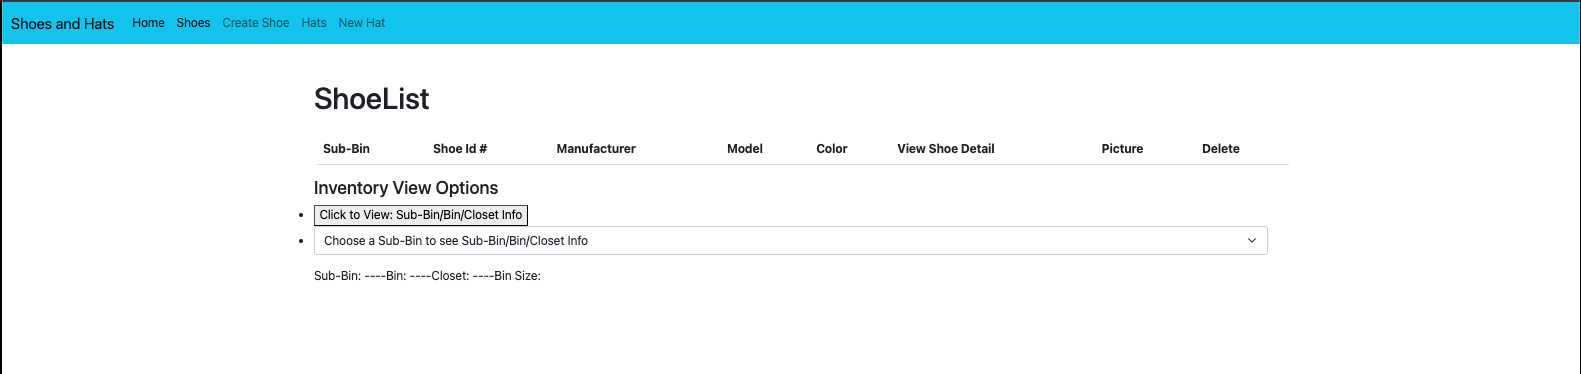 Shoes and Hats Home Shoes Create Shoe Hats New Hat
ShoeList
Sub-Bin Shoe Id # Manufacturer Model Color View Shoe Detail Picture Delete
Inventory View Options
Click to View: Sub-Bin/Bin/Closet Info
Choose a Sub-Bin to see Sub-Bin/Bin/Closet Info
Sub-Bin: ----Bin: ----Closet: ----Bin Size: